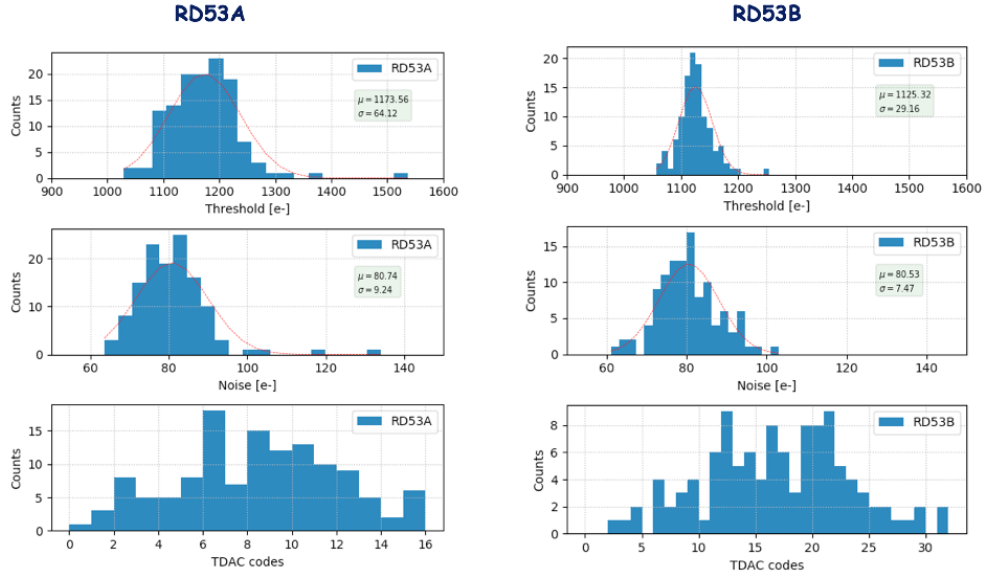 RD53A
RD53B
Counts
20
15
10
5
0
RD53A
μ = 1173.56
σ = 64.12
900 1000 1100 1200 1300 1400 1500 1600
Threshold [e-]
Counts
20
15
10
5
0
RD53B
μ = 1125.32
σ = 29.16
900 1000 1100 1200 1300 1400 1500 1600
Threshold [e-]
Counts
20
10
0
RD53A
μ = 80.74
σ = 9.24
60 80 100 120 140
Noise [e-]
Counts
15
10
5
0
RD53B
μ = 80.53
σ = 7.47
60 80 100 120 140
Noise [e-]
Counts
15
10
5
0
RD53A
0 2 4 6 8 10 12 14 16
TDAC codes
Counts
8
6
4
2
0
RD53B
0 5 10 15 20 25 30
TDAC codes